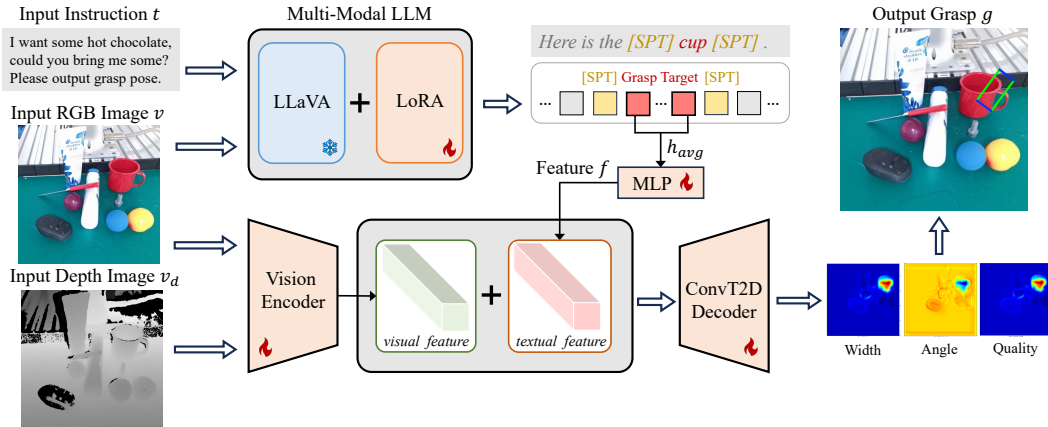 Input Instruction t
I want some hot chocolate,
could you bring me some?
Please output grasp pose.
Input RGB Image v
Input Depth Image v_d
Multi-Modal LLM
LLaVA
+
LoRA
Here is the [SPT] cup [SPT] .
[SPT] Grasp Target [SPT]
... ... ...
h_avg
Feature f
MLP
Vision
Encoder
visual feature
+
textual feature
ConvT2D
Decoder
Output Grasp g
Width
Angle
Quality